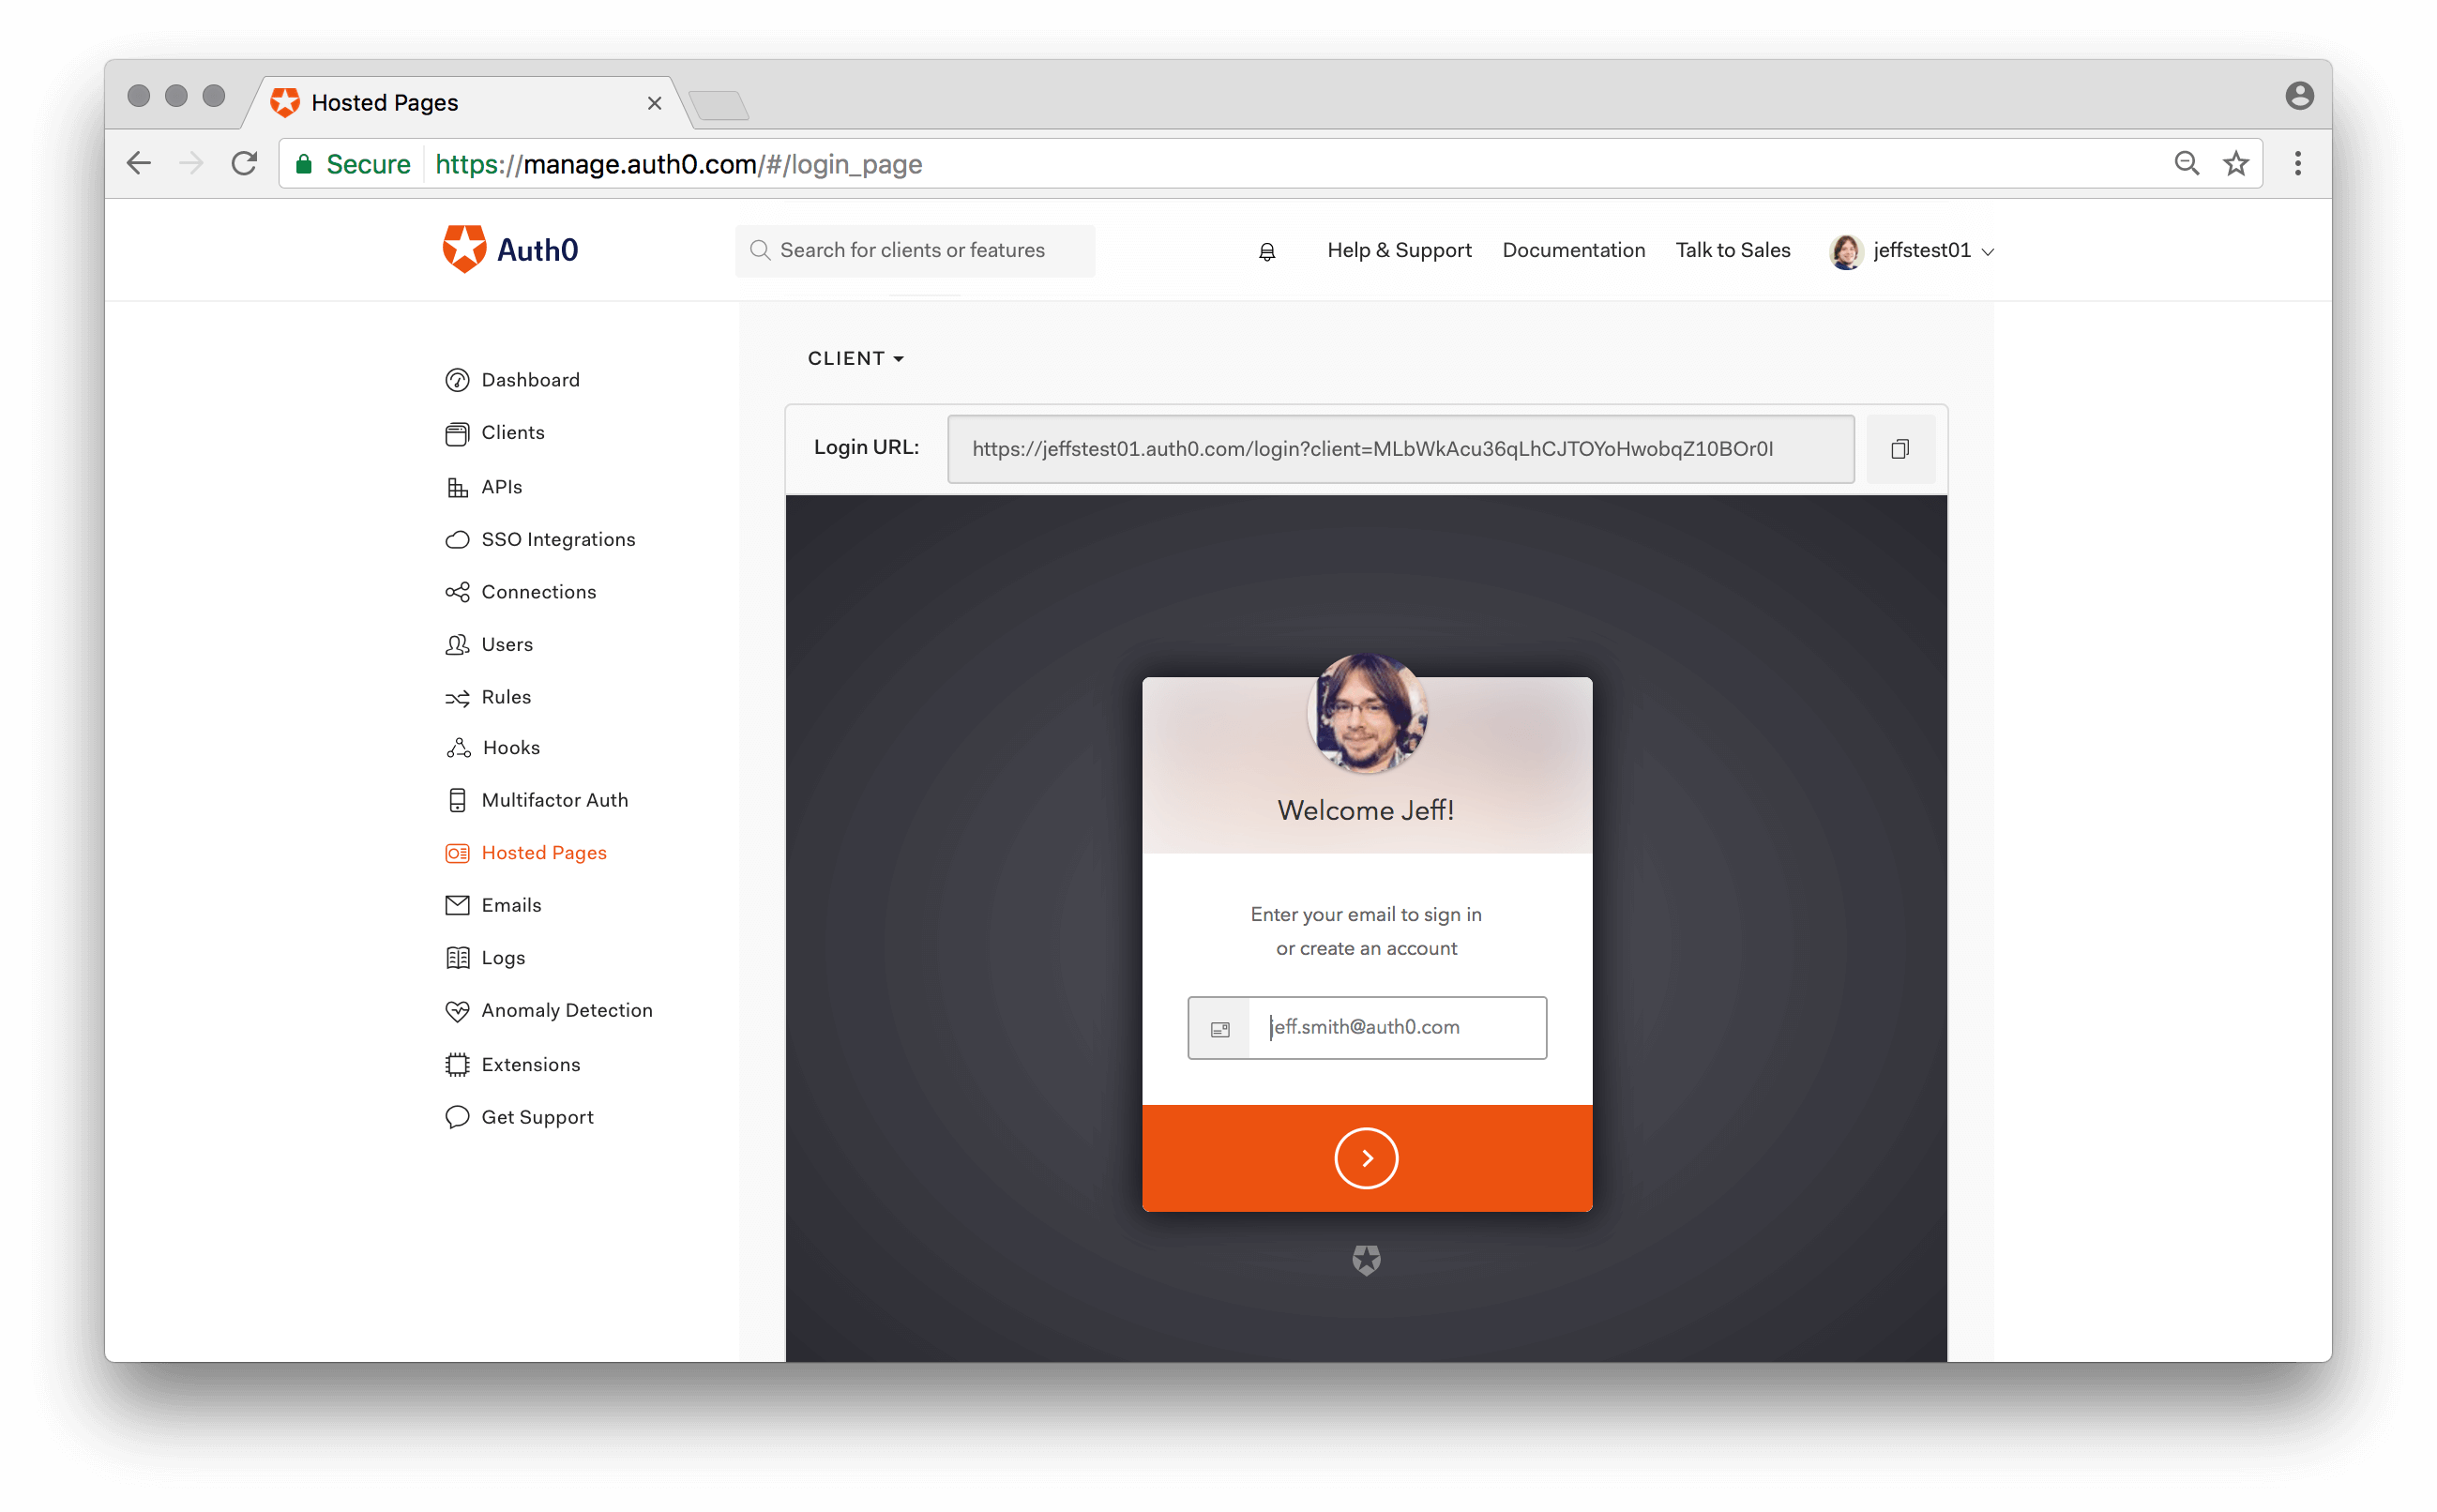 Hosted Pages
Secure https://manage.auth0.com/#/login_page
Auth0
Search for clients or features
Help & Support
Documentation
Talk to Sales
jeffstest01
Dashboard
Clients
APIs
SSO Integrations
Connections
Users
Rules
Hooks
Multifactor Auth
Hosted Pages
Emails
Logs
Anomaly Detection
Extensions
Get Support
CLIENT
Login URL: https://jeffstest01.auth0.com/login?client=MLbWkAcu36qLhCJTOYoHwobqZ10BOr0I
Welcome Jeff!
Enter your email to sign in
or create an account
jeff.smith@auth0.com